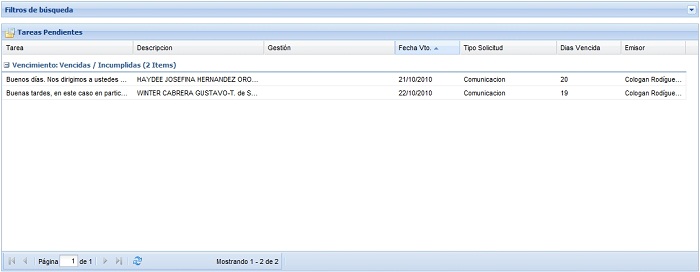 Filtros de búsqueda
Tareas Pendientes
Tarea Descripcion Gestión Fecha Vto. Tipo Solicitud Dias Vencida Emisor
Vencimiento: Vencidas / Incumplidas (2 Items)
Buenos días. Nos dirigimos a ustedes ... HAYDEE JOSEFINA HERNANDEZ ORO... 21/10/2010 Comunicacion 20 Cologan Rodígue...
Buenas tardes, en este caso en partic... WINTER CABRERA GUSTAVO-T. de S... 22/10/2010 Comunicacion 19 Cologan Rodígue...
Página 1 de 1 Mostrando 1 - 2 de 2